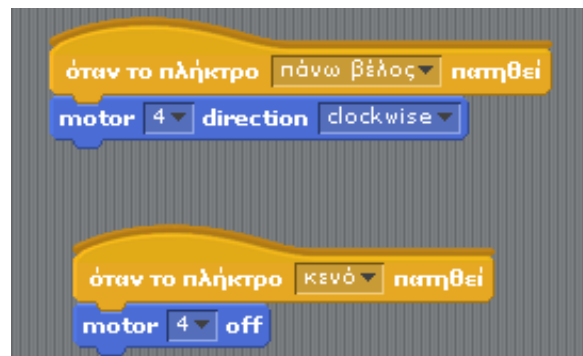 όταν το πλήκτρο πάνω βέλος πατηθεί
motor 4 direction clockwise
όταν το πλήκτρο κενό πατηθεί
motor 4 off